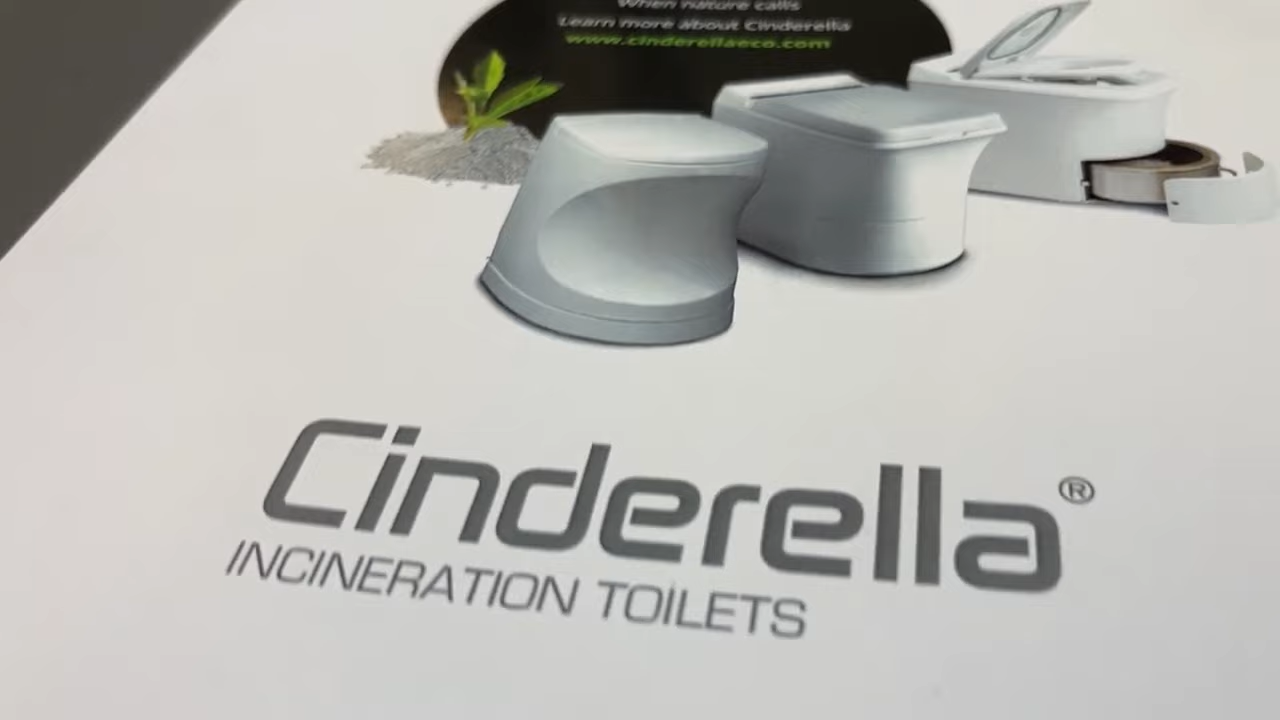 When nature calls
Learn more about Cinderella
www.cinderellaeco.com
Cinderella®
INCINERATION TOILETS